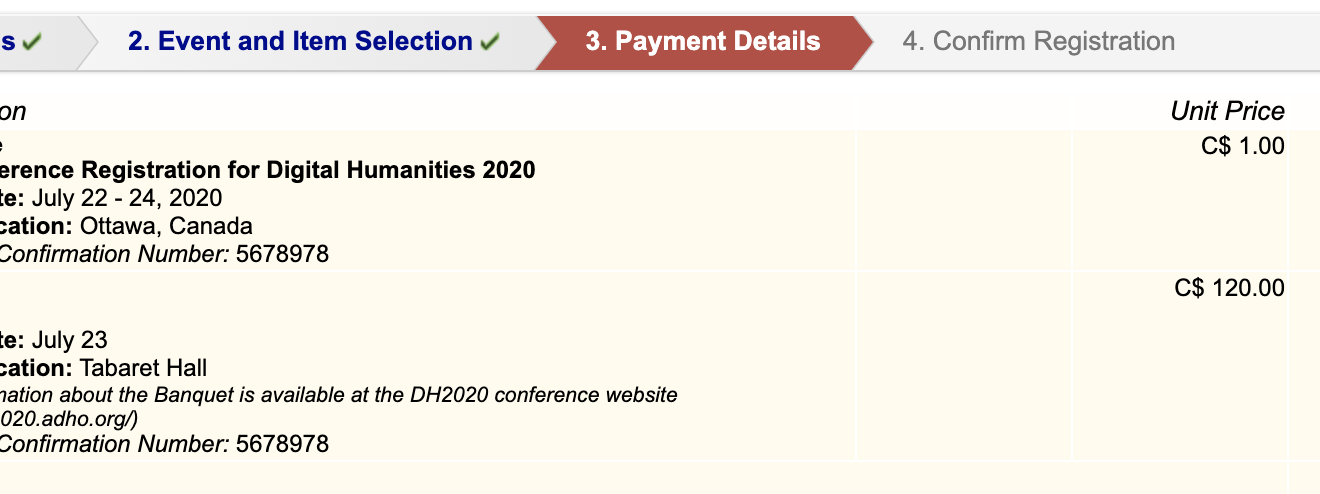 s
2. Event and Item Selection
3. Payment Details
4. Confirm Registration
on
Unit Price
e
C$ 1.00
erence Registration for Digital Humanities 2020
te: July 22 - 24, 2020
cation: Ottawa, Canada
Confirmation Number: 5678978
C$ 120.00
te: July 23
cation: Tabaret Hall
mation about the Banquet is available at the DH2020 conference website
020.adho.org/)
Confirmation Number: 5678978